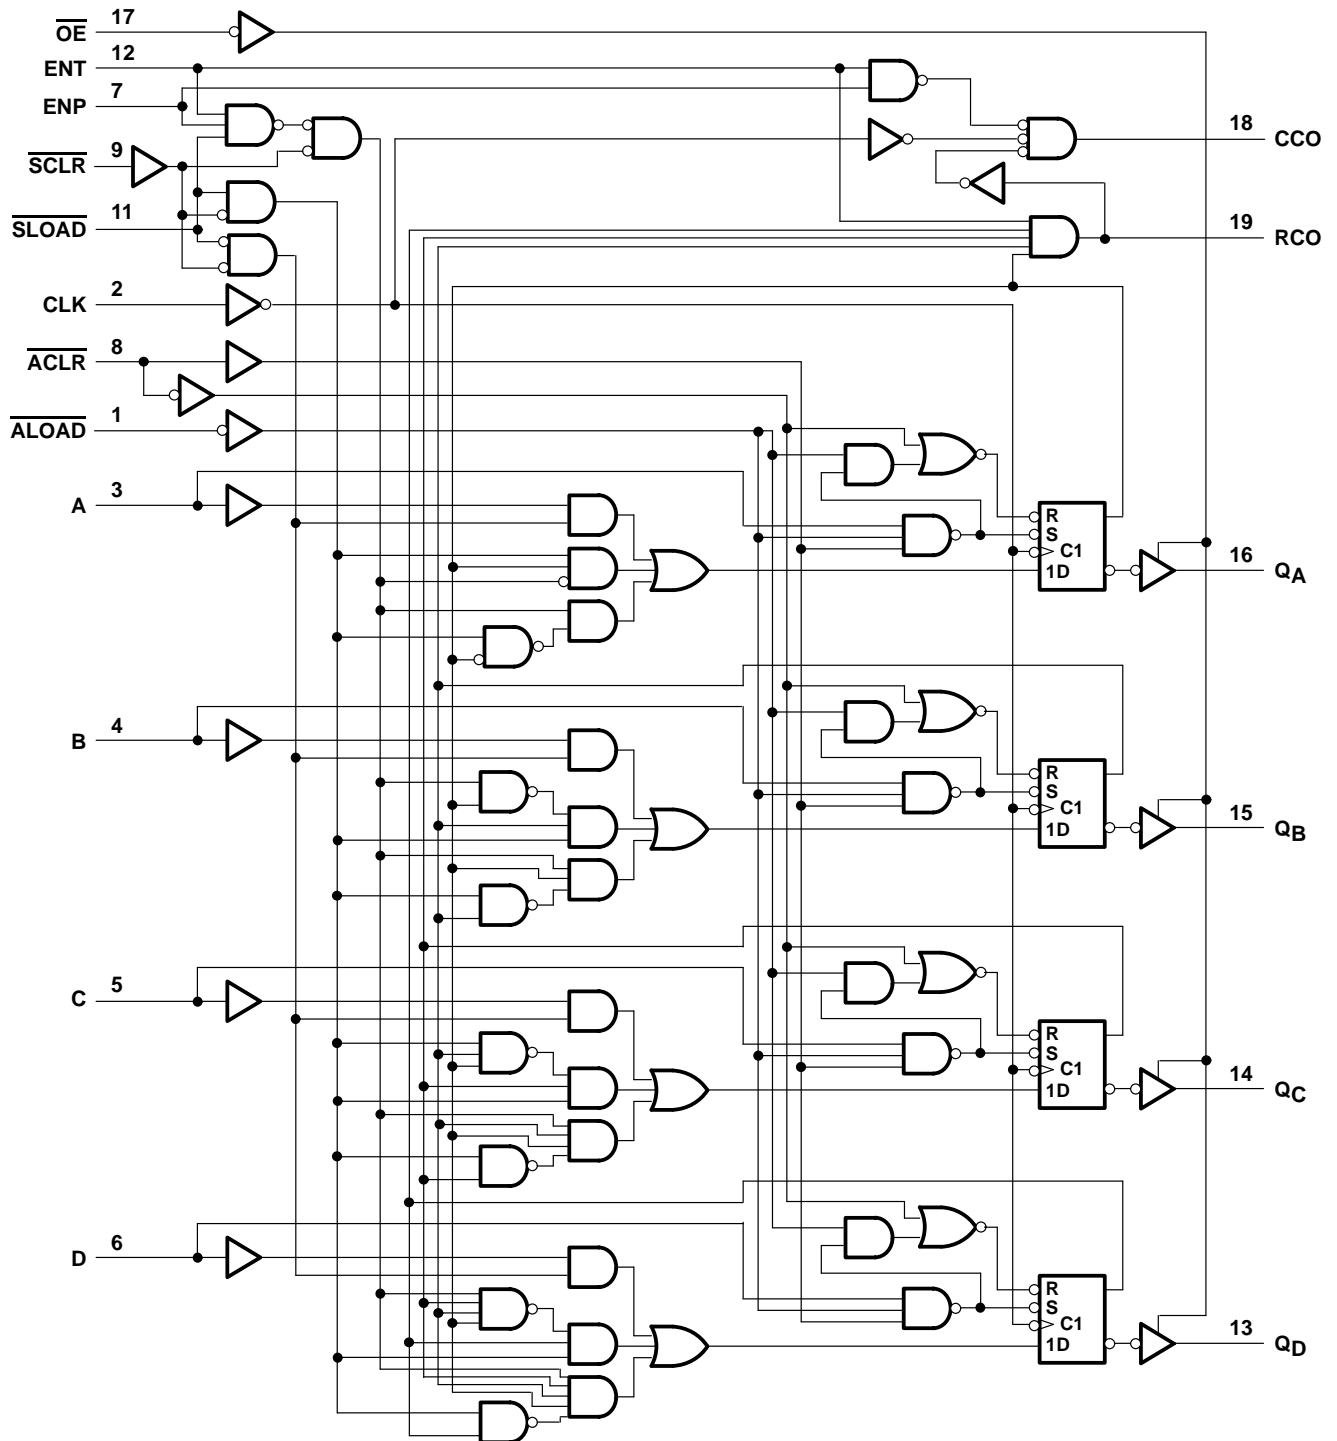 OE 17
ENT 12
ENP 7
SCLR 9
SLOAD 11
CLK 2
ACLR 8
ALOAD 1
18 CCO
19 RCO
A 3
R
S
C1
1D
16 QA
B 4
R
S
C1
1D
15 QB
C 5
R
S
C1
1D
14 QC
D 6
R
S
C1
1D
13 QD